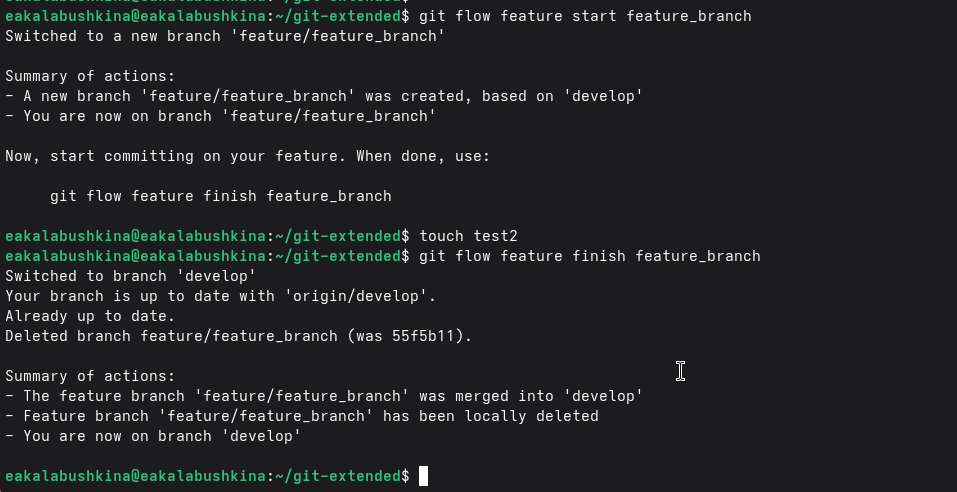 eakalabushkina@eakalabushkina:~/git-extended$ git flow feature start feature_branch
Switched to a new branch 'feature/feature_branch'
Summary of actions:
- A new branch 'feature/feature_branch' was created, based on 'develop'
- You are now on branch 'feature/feature_branch'
Now, start committing on your feature. When done, use:
git flow feature finish feature_branch
eakalabushkina@eakalabushkina:~/git-extended$ touch test2
eakalabushkina@eakalabushkina:~/git-extended$ git flow feature finish feature_branch
Switched to branch 'develop'
Your branch is up to date with 'origin/develop'.
Already up to date.
Deleted branch feature/feature_branch (was 55f5b11).
Summary of actions:
- The feature branch 'feature/feature_branch' was merged into 'develop'
- Feature branch 'feature/feature_branch' has been locally deleted
- You are now on branch 'develop'
eakalabushkina@eakalabushkina:~/git-extended$